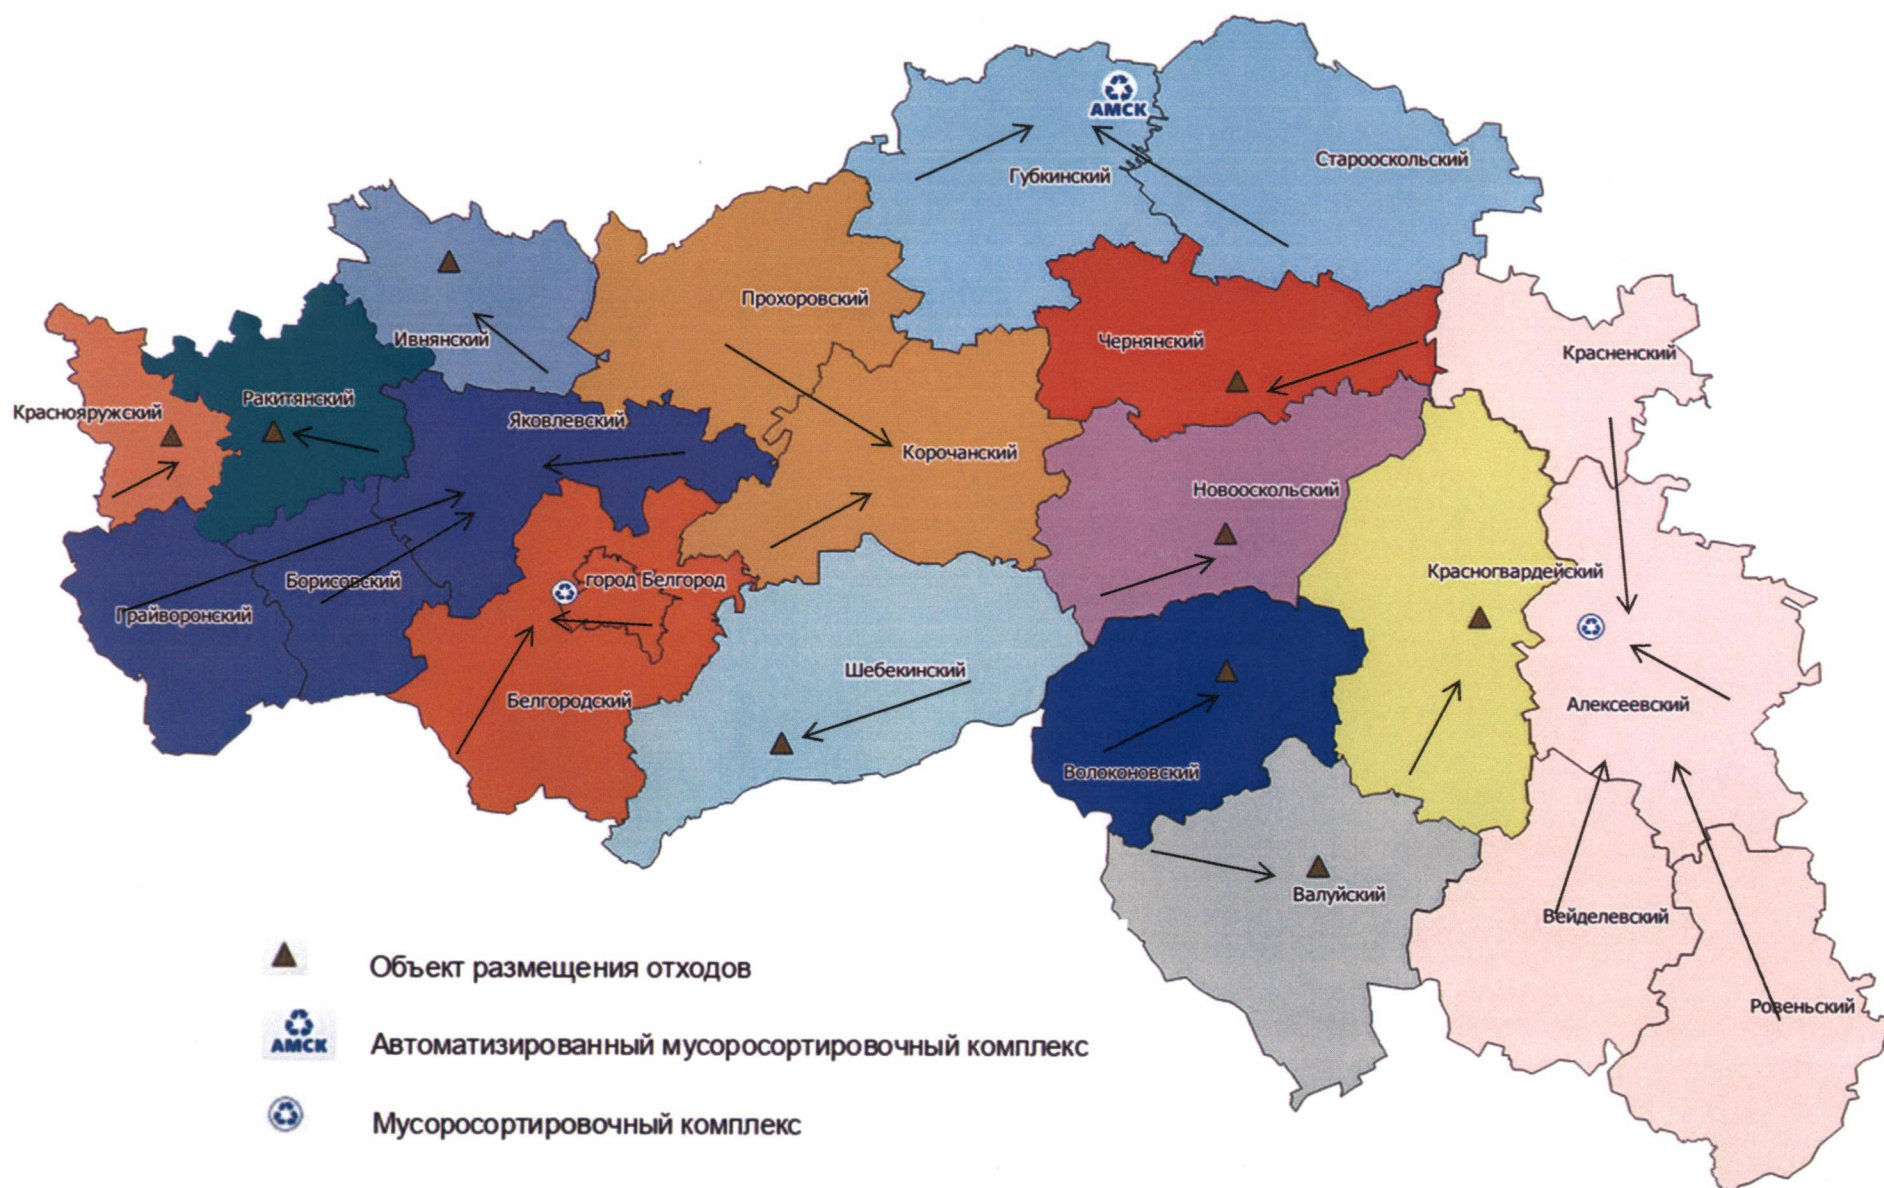 АМСК
Старооскольский
Губкинский
Прохоровский
Ивнянский
Чернянский
Красненский
Ракитянский
Краснояружский
Яковлевский
Корочанский
Новооскольский
Красногвардейский
город Белгород
Борисовский
Грайворонский
Шебекинский
Белгородский
Алексеевский
Волоконовский
Валуйский
Вейделевский
Ровеньский
Объект размещения отходов
АМСК
Автоматизированный мусоросортировочный комплекс
Мусоросортировочный комплекс